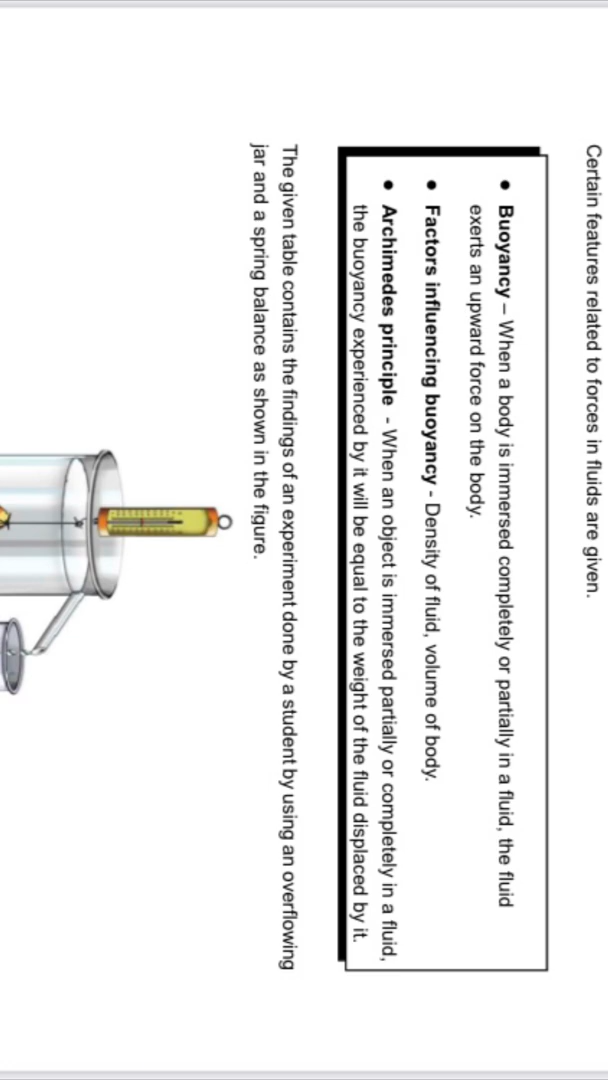 Certain features related to forces in fluids are given.
● Buoyancy – When a body is immersed completely or partially in a fluid, the fluid
exerts an upward force on the body.
● Factors influencing buoyancy - Density of fluid, volume of body.
● Archimedes principle - When an object is immersed partially or completely in a fluid,
the buoyancy experienced by it will be equal to the weight of the fluid displaced by it.
The given table contains the findings of an experiment done by a student by using an overflowing
jar and a spring balance as shown in the figure.